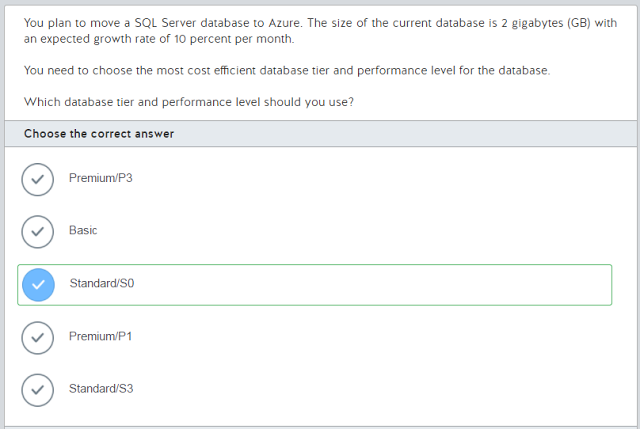 You plan to move a SQL Server database to Azure. The size of the current database is 2 gigabytes (GB) with
an expected growth rate of 10 percent per month.
You need to choose the most cost efficient database tier and performance level for the database.
Which database tier and performance level should you use?
Choose the correct answer
Premium/P3
Basic
Standard/S0
Premium/P1
Standard/S3